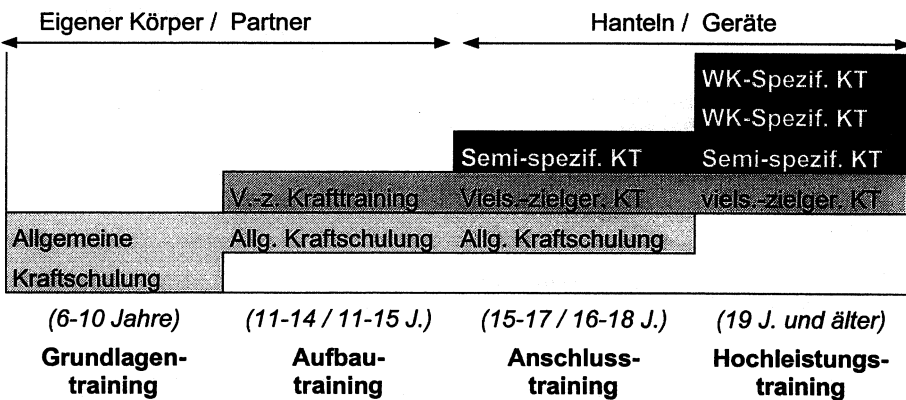 Eigener Körper / Partner Hanteln / Geräte
WK-Spezif. KT
WK-Spezif. KT
Semi-spezif. KT Semi-spezif. KT
V.-z. Krafttraining Viels.-zielger. KT viels.-zielger. KT
Allgemeine Allg. Kraftschulung Allg. Kraftschulung
Kraftschulung
(6-10 Jahre) (11-14 / 11-15 J.) (15-17 / 16-18 J.) (19 J. und älter)
Grundlagen- Aufbau- Anschluss- Hochleistungs-
training training training training